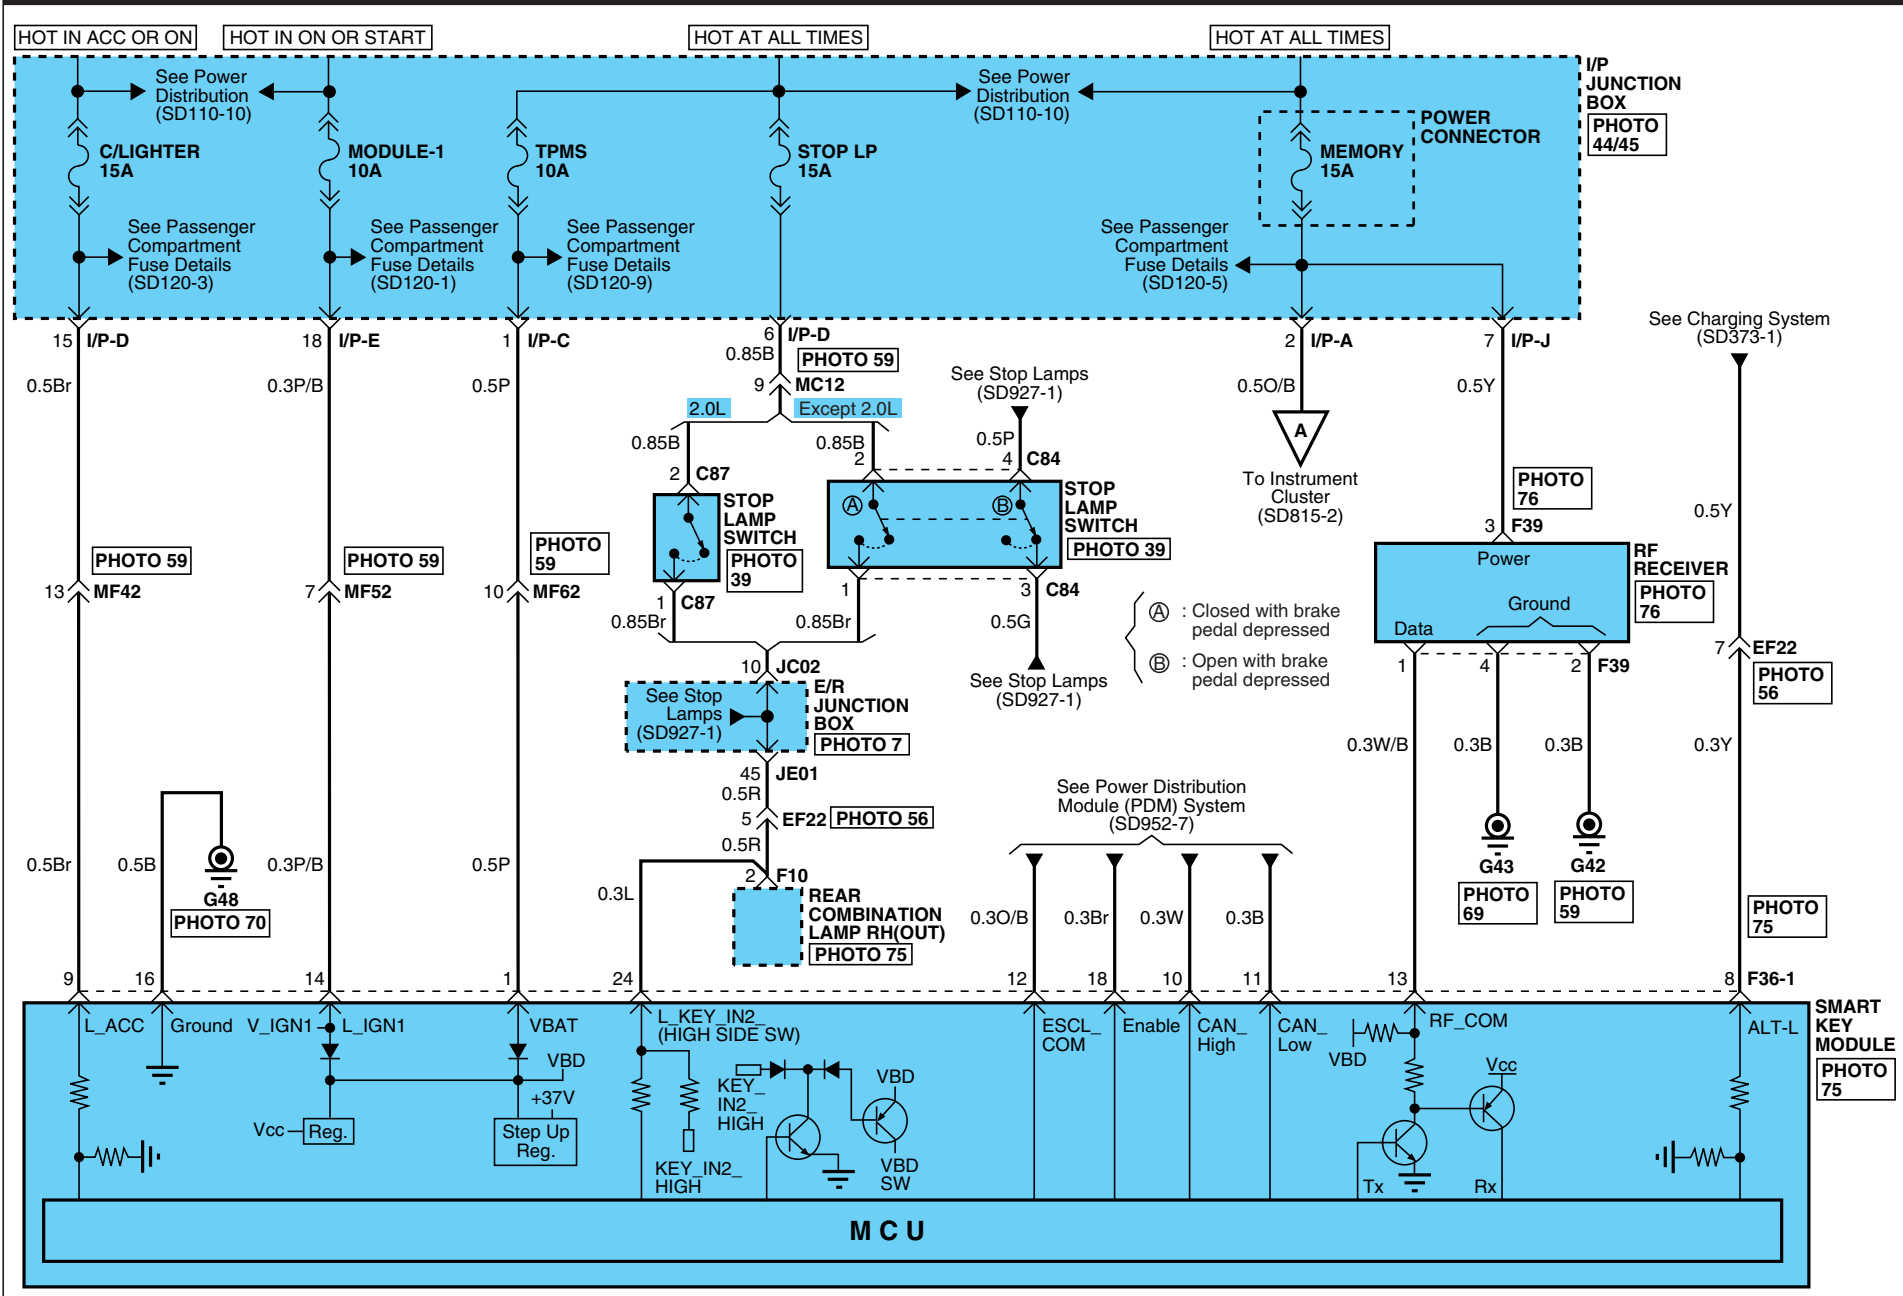 HOT IN ACC OR ON
HOT IN ON OR START
HOT AT ALL TIMES
HOT AT ALL TIMES
See Power
Distribution
(SD110-10)
See Power
Distribution
(SD110-10)
I/P
JUNCTION
BOX
PHOTO
44/45
C/LIGHTER
15A
MODULE-1
10A
TPMS
10A
STOP LP
15A
MEMORY
15A
POWER
CONNECTOR
See Passenger
Compartment
Fuse Details
(SD120-3)
See Passenger
Compartment
Fuse Details
(SD120-1)
See Passenger
Compartment
Fuse Details
(SD120-9)
See Passenger
Compartment
Fuse Details
(SD120-5)
15 I/P-D
18 I/P-E
1 I/P-C
6 I/P-D
2 I/P-A
7 I/P-J
See Charging System
(SD373-1)
0.5Br
0.3P/B
0.5P
0.85B
PHOTO 59
9 MC12
2.0L
Except 2.0L
See Stop Lamps
(SD927-1)
0.5O/B
0.5Y
A
To Instrument
Cluster
(SD815-2)
0.85B
0.85B
0.5P
2 C87
2
4 C84
STOP
LAMP
SWITCH
PHOTO
39
A
B
STOP
LAMP
SWITCH
PHOTO 39
PHOTO
76
3 F39
0.5Y
Power
Ground
Data
RF
RECEIVER
PHOTO
76
PHOTO 59
13 MF42
PHOTO 59
7 MF52
PHOTO
59
10 MF62
1 C87
0.85Br
1
0.85Br
3 C84
0.5G
See Stop Lamps
(SD927-1)
A : Closed with brake
pedal depressed
B : Open with brake
pedal depressed
1
4
2 F39
7 EF22
PHOTO
56
10 JC02
See Stop
Lamps
(SD927-1)
E/R
JUNCTION
BOX
PHOTO 7
45 JE01
0.5R
5 EF22
PHOTO 56
0.5R
2 F10
0.3L
REAR
COMBINATION
LAMP RH(OUT)
PHOTO 75
0.3W/B
0.3B
0.3B
0.3Y
See Power Distribution
Module (PDM) System
(SD952-7)
G43
PHOTO
69
G42
PHOTO
59
0.5Br
0.5B
G48
PHOTO 70
0.3P/B
0.5P
0.3O/B
0.3Br
0.3W
0.3B
PHOTO
75
9
16
14
1
24
12
18
10
11
13
8 F36-1
L_ACC
Ground
V_IGN1
L_IGN1
VBAT
L_KEY_IN2_
(HIGH SIDE SW)
ESCL_
COM
Enable
CAN_
High
CAN_
Low
RF_COM
ALT-L
SMART
KEY
MODULE
PHOTO
75
VBD
+37V
Vcc
Reg.
Step Up
Reg.
KEY_
IN2_
HIGH
KEY_IN2_
HIGH
VBD
VBD
SW
VBD
Vcc
Tx
Rx
MCU